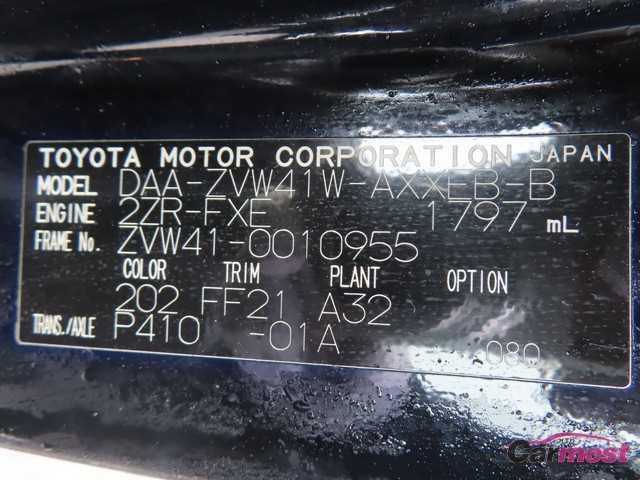 TOYOTA MOTOR CORPORATION JAPAN
MODEL DAA-ZVW41W-AXXEB-B
ENGINE 2ZR-FXE 1797 mL
FRAME No. ZVW41-0010955
COLOR TRIM PLANT OPTION
202 FF21 A32
TRANS./AXLE P410 -01A
080
Carmost